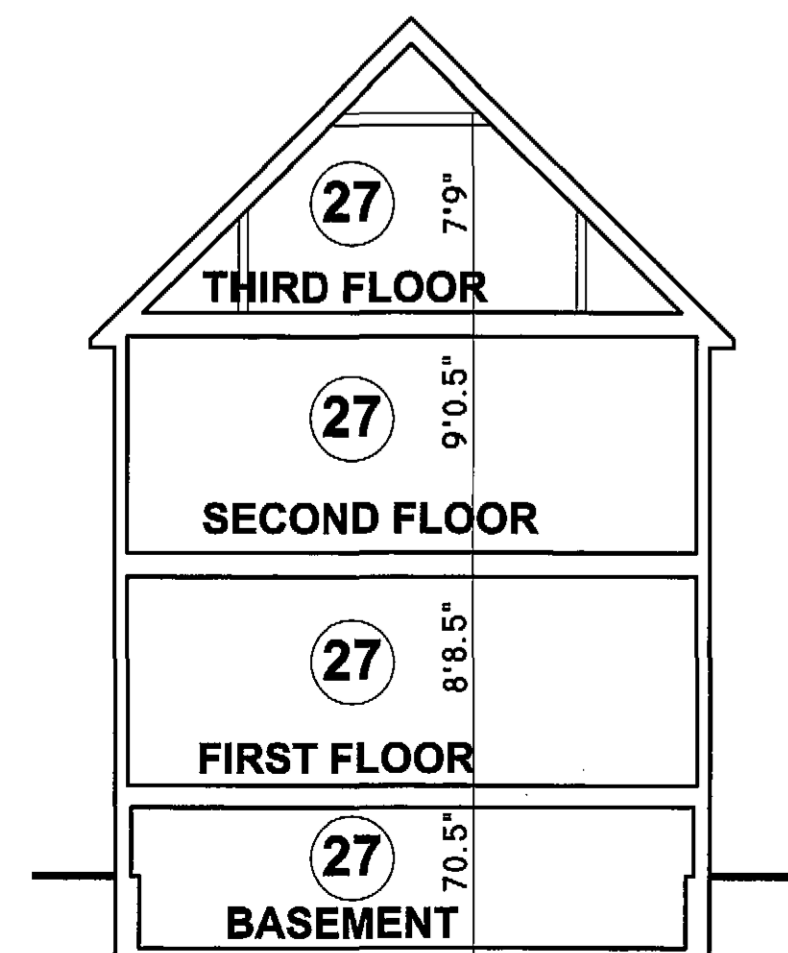 27
7'9"
THIRD FLOOR
27
9'0.5"
SECOND FLOOR
27
8'8.5"
FIRST FLOOR
27
70.5"
BASEMENT